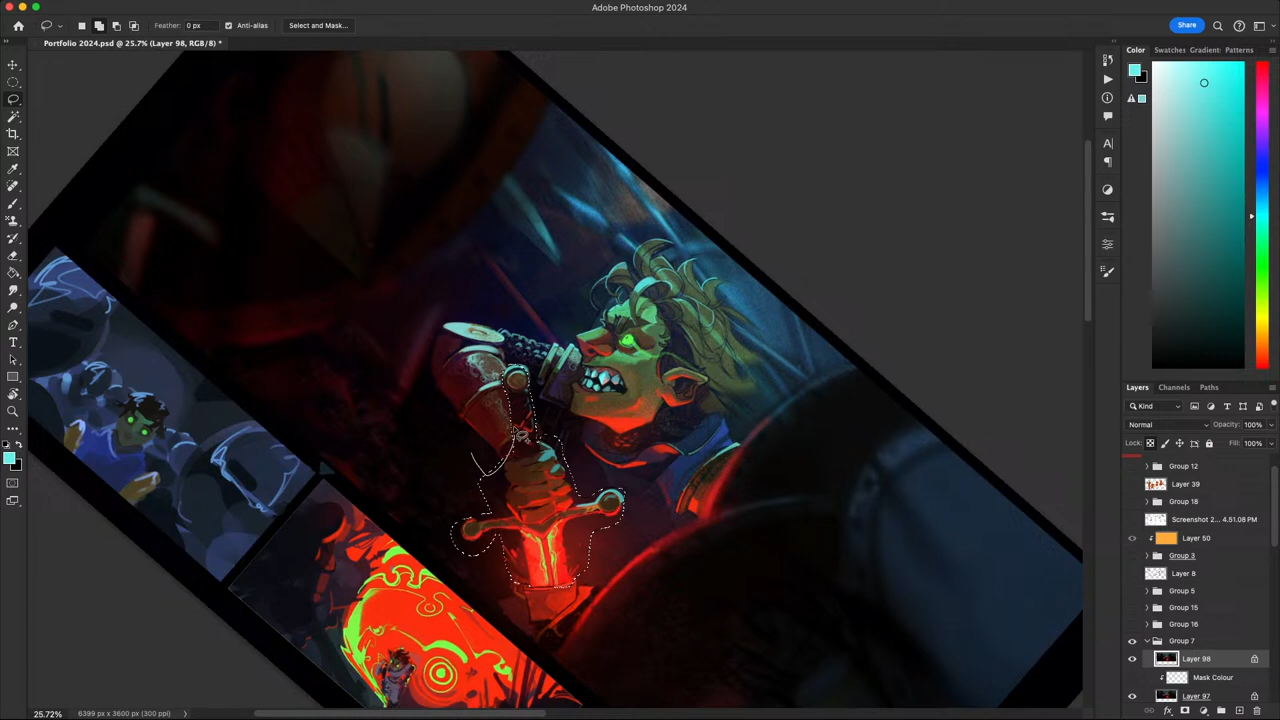 Adobe Photoshop 2024
Feather: 0 px
Anti-alias
Select and Mask...
Share
Portfolio 2024.psd @ 25.7% (Layer 98, RGB/8) *
Color
Swatches
Gradient:
Patterns
Layers
Channels
Paths
Kind
Normal
Opacity: 100%
Lock:
Fill: 100%
Group 12
Layer 39
Group 18
Screenshot 2... 4.51.08 PM
Layer 50
Group 3
Layer 8
Group 5
Group 15
Group 16
Group 7
Layer 98
Mask Colour
Layer 97
25.72%
6399 px x 3600 px (300 ppi)